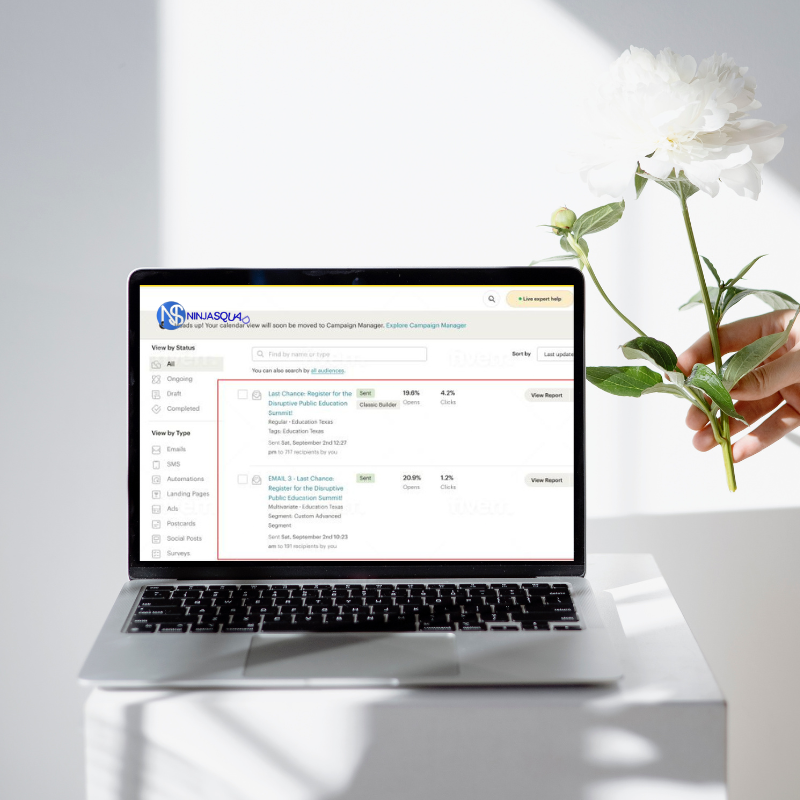 Live expert help
NS NINJASQUAD
eads up! Your calendar view will soon be moved to Campaign Manager. Explore Campaign Manager
View by Status
All
Ongoing
Draft
Completed
View by Type
Emails
SMS
Automations
Landing Pages
Ads
Postcards
Social Posts
Surveys
Find by name or type
Sort by
Last update
You can also search by all audiences.
Last Chance: Register for the
Disruptive Public Education
Summit!
Regular - Education Texas
Tags: Education Texas
Sent Sat, September 2nd 12:27
pm to 717 recipients by you
Sent
Classic Builder
19.6%
Opens
4.2%
Clicks
View Report
EMAIL 3 - Last Chance:
Register for the Disruptive
Public Education Summit!
Multivariate - Education Texas
Segment: Custom Advanced
Segment
Sent Sat, September 2nd 10:23
am to 191 recipients by you
Sent
20.9%
Opens
1.2%
Clicks
View Report